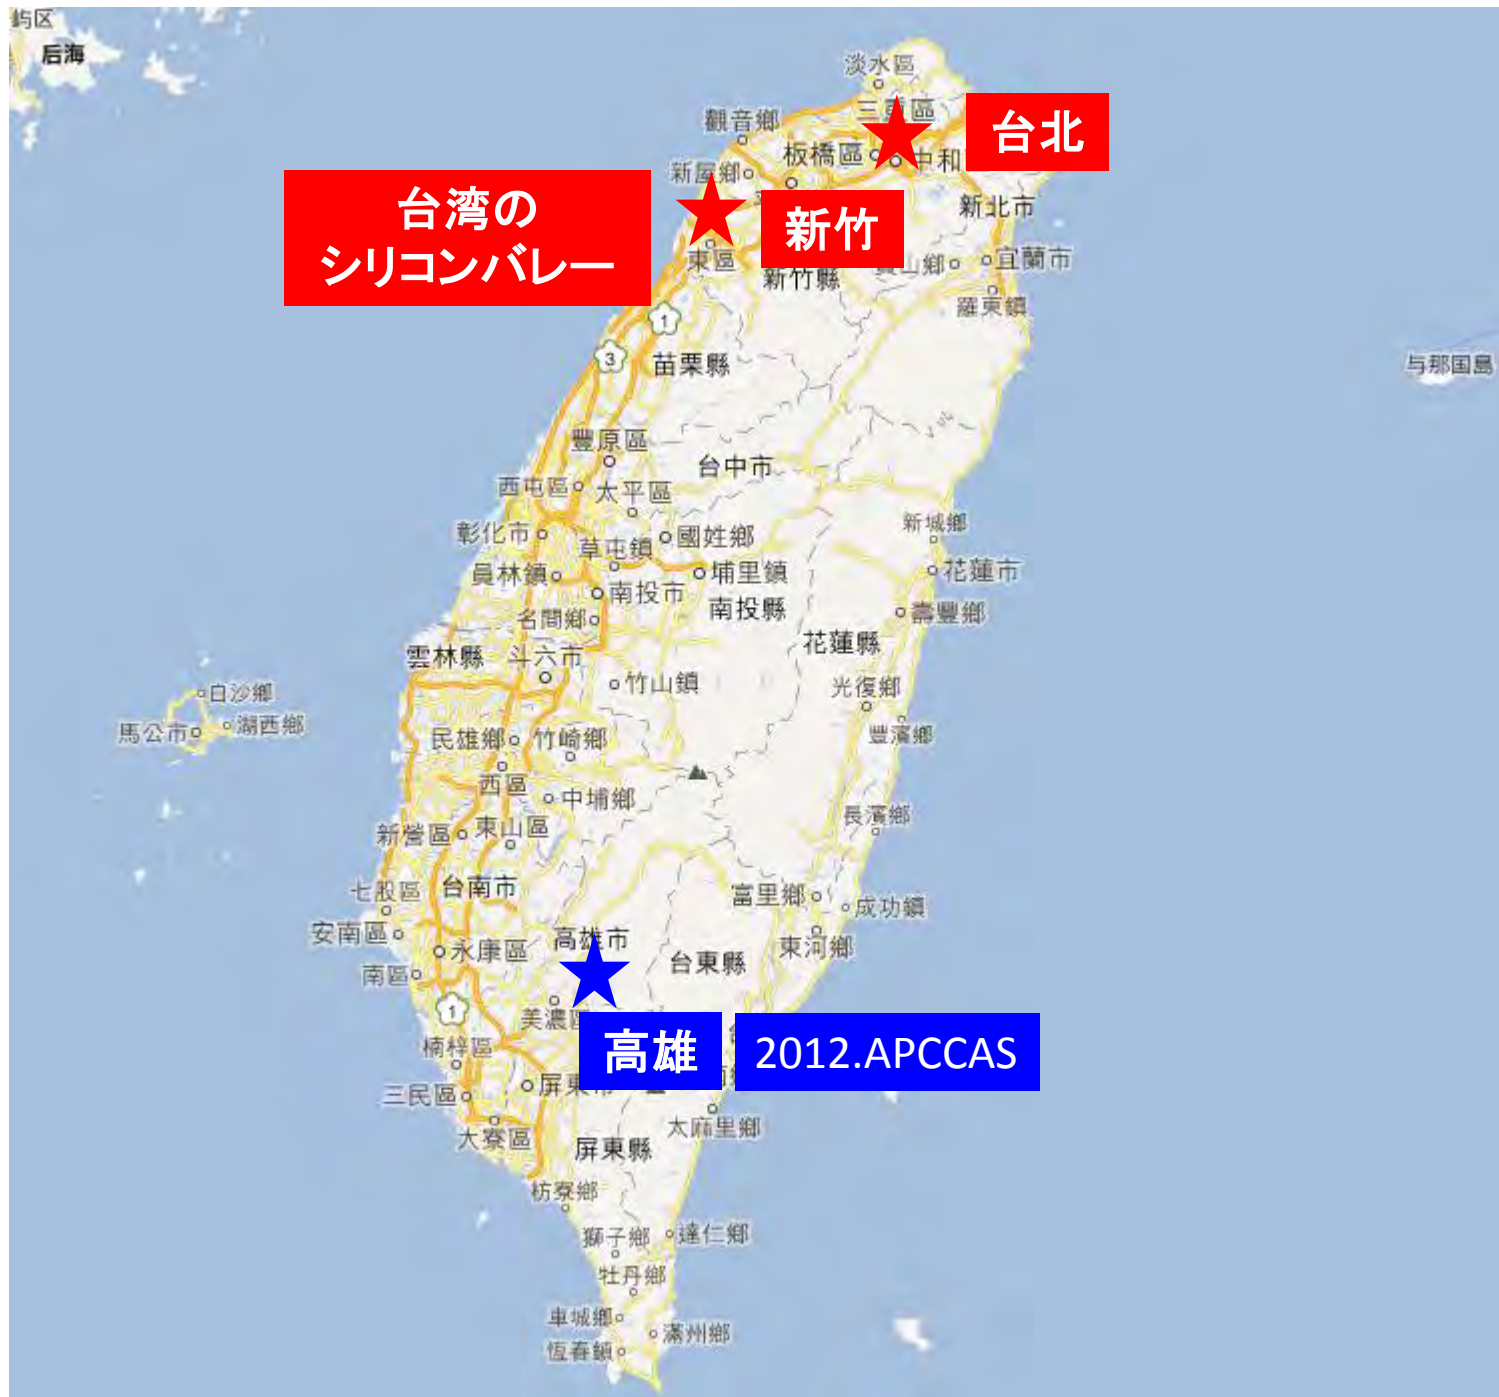 屿区
后海
淡水區
三重區
台北
觀音鄉
板橋區
中和
新屋鄉
台湾の
シリコンバレー
新竹
新北市
東區
山鄉
宜蘭市
新竹縣
羅東鎮
1
3
苗栗縣
与那国島
豐原區
台中市
西屯區
太平區
彰化市
國姓鄉
新城鄉
草屯鎮
員林鎮
埔里鎮
花蓮市
南投市
南投縣
名間鄉
壽豐鄉
花蓮縣
雲林縣
斗六市
竹山鎮
光復鄉
白沙鄉
湖西鄉
馬公市
民雄鄉
竹崎鄉
豐濱鄉
西區
中埔鄉
長濱鄉
新營區
東山區
七股區
台南市
富里鄉
成功鎮
安南區
高雄市
永康區
東河鄉
台東縣
南區
1
美濃區
楠梓區
高雄
2012.APCCAS
屏東市
三民區
大寮區
太麻里鄉
屏東縣
枋寮鄉
獅子鄉
達仁鄉
牡丹鄉
車城鄉
滿州鄉
恆春鎮